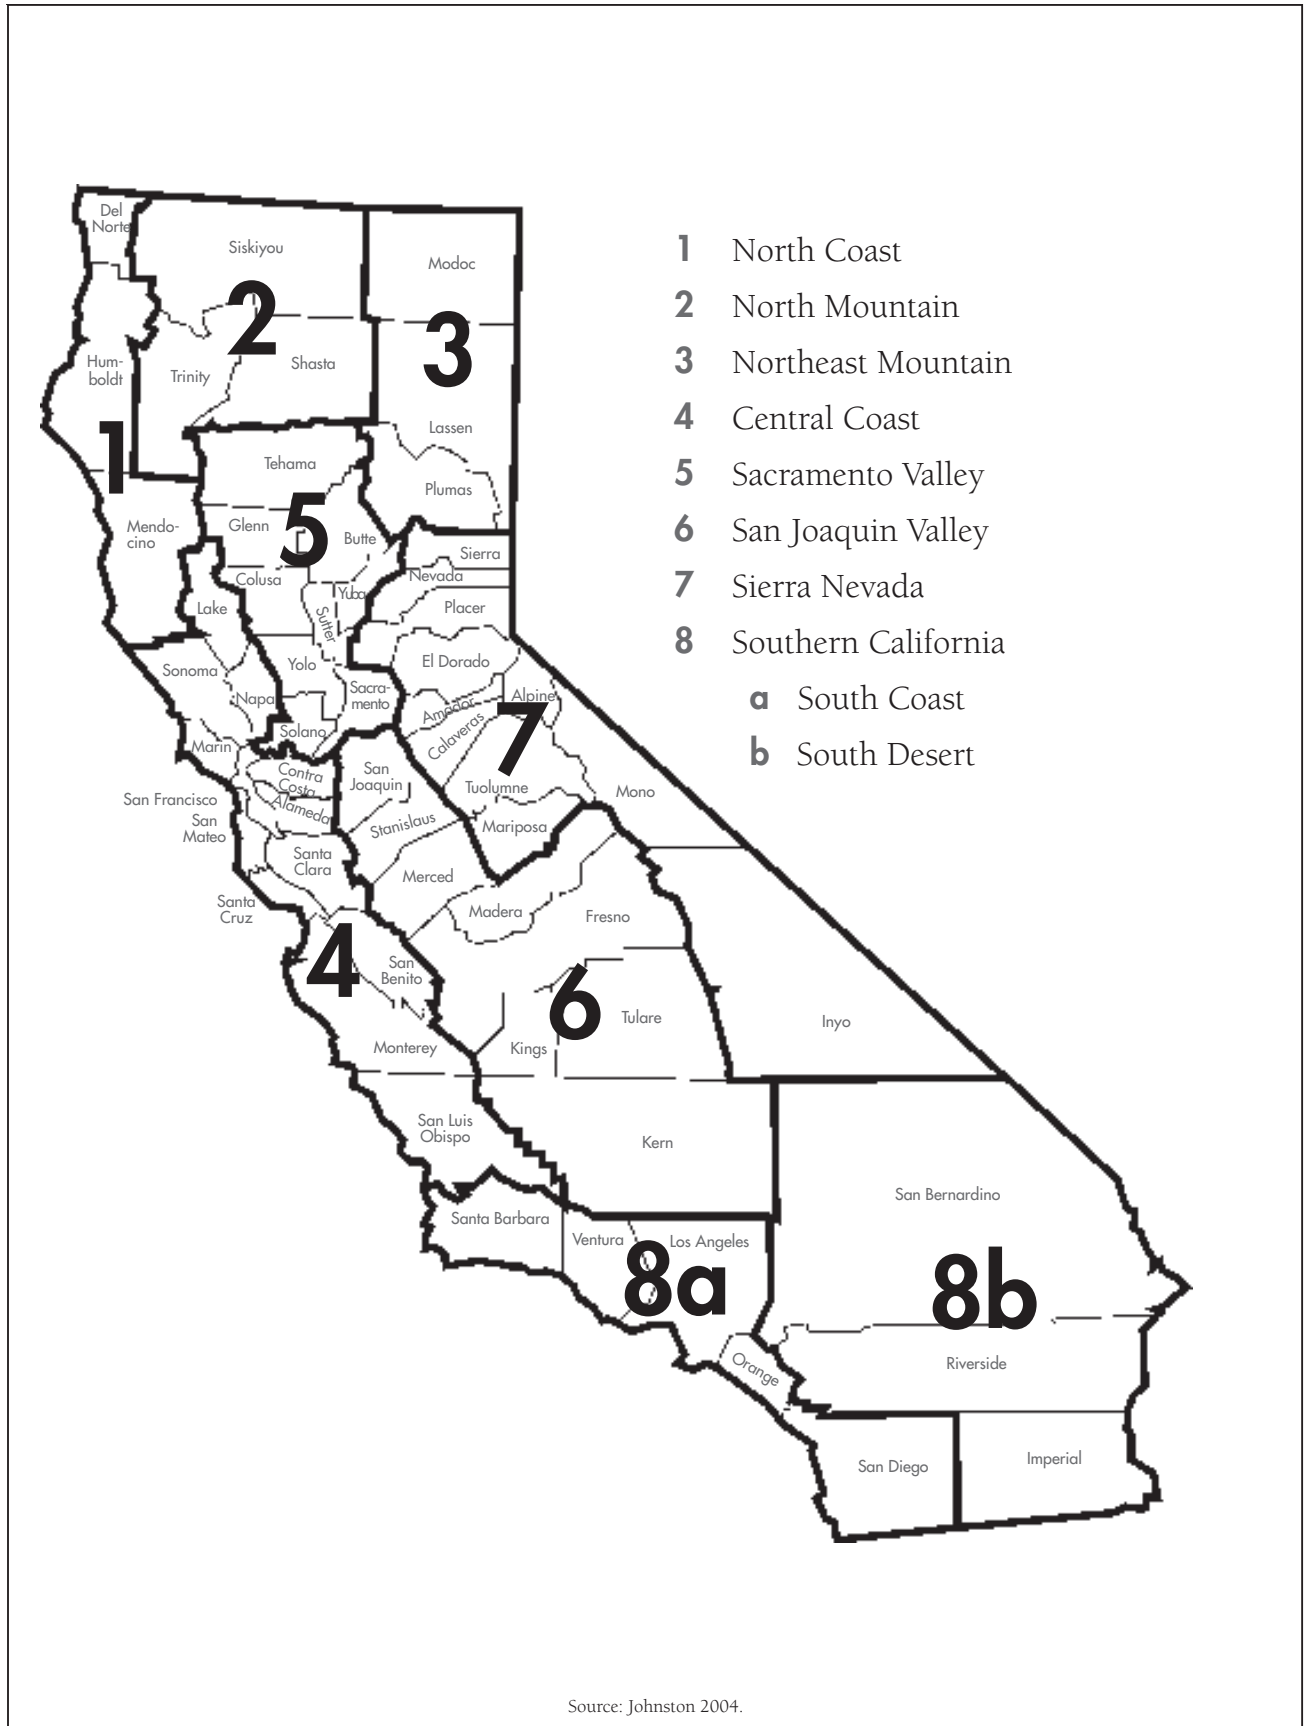 1 North Coast
2 North Mountain
3 Northeast Mountain
4 Central Coast
5 Sacramento Valley
6 San Joaquin Valley
7 Sierra Nevada
8 Southern California
a South Coast
b South Desert
Del
Norte
Siskiyou
Modoc
2
3
Hum-
boldt
Trinity
Shasta
1
Lassen
Tehama
Plumas
5
Mendo-
cino
Glenn
Butte
Sierra
Nevada
Colusa
Yuba
Lake
Sutter
Placer
Sonoma
Yolo
El Dorado
Napa
Sacra-
mento
Alpine
Amador
Solano
Calaveras
7
Marin
Contra
Costa
San
Joaquin
Tuolumne
Mono
San Francisco
Alameda
San
Mateo
Stanislaus
Mariposa
Santa
Clara
Merced
Santa
Cruz
Madera
Fresno
4
San
Benito
6
Tulare
Inyo
Monterey
Kings
San Luis
Obispo
Kern
San Bernardino
Santa Barbara
Ventura
Los Angeles
8a
8b
Orange
Riverside
San Diego
Imperial
Source: Johnston 2004.